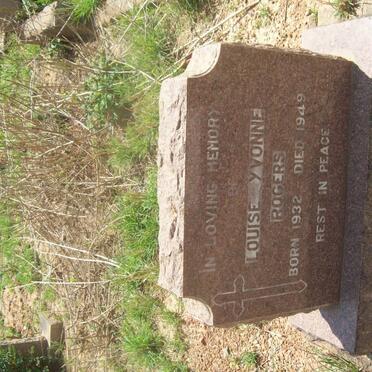 IN LOVING MEMORY
OF
LOUISE YVONNE
ROGERS
BORN 1932 DIED 1949
REST IN PEACE